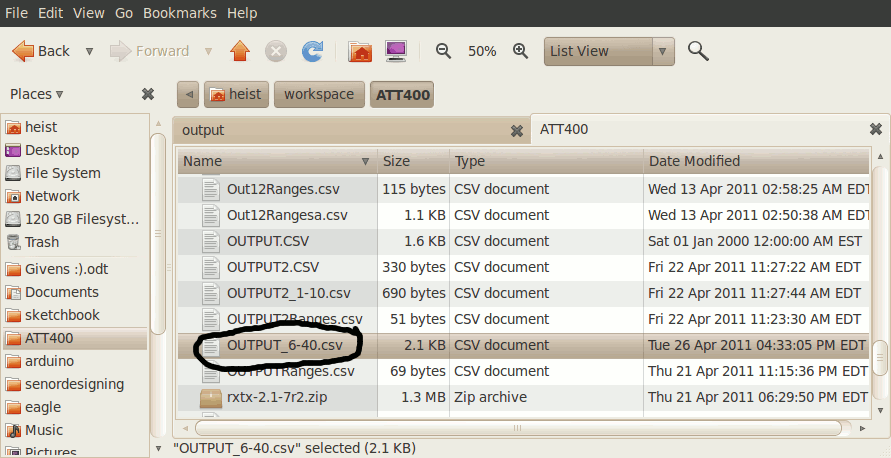 File Edit View Go Bookmarks Help
Back Forward 50% List View
Places heist workspace ATT400
output ATT400
Name Size Type Date Modified
Out12Ranges.csv 115 bytes CSV document Wed 13 Apr 2011 02:58:25 AM EDT
Out12Rangesa.csv 1.1 KB CSV document Wed 13 Apr 2011 02:50:38 AM EDT
OUTPUT.CSV 1.6 KB CSV document Sat 01 Jan 2000 12:00:00 AM EST
OUTPUT2.CSV 330 bytes CSV document Fri 22 Apr 2011 11:27:22 AM EDT
OUTPUT2_1-10.csv 690 bytes CSV document Fri 22 Apr 2011 11:27:44 AM EDT
OUTPUT2Ranges.csv 51 bytes CSV document Fri 22 Apr 2011 11:23:30 AM EDT
OUTPUT_6-40.csv 2.1 KB CSV document Tue 26 Apr 2011 04:33:05 PM EDT
OUTPUTRanges.csv 69 bytes CSV document Thu 21 Apr 2011 11:15:36 PM EDT
rxtx-2.1-7r2.zip 1.3 MB Zip archive Thu 21 Apr 2011 06:29:50 PM EDT
heist
Desktop
File System
Network
120 GB Filesyst...
Trash
Givens :).odt
Documents
sketchbook
ATT400
arduino
senordesigning
eagle
Music
Pictures
"OUTPUT_6-40.csv" selected (2.1 KB)